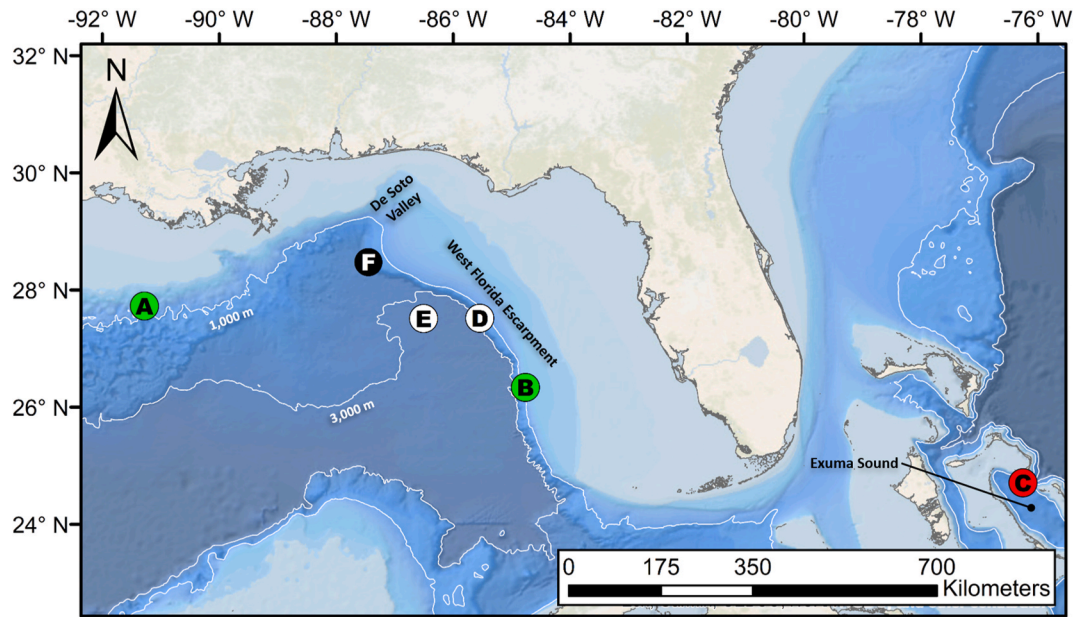 -92° W -90° W -88° W -86° W -84° W -82° W -80° W -78° W -76° W
32° N
N
30° N
De Soto
Valley
West Florida Escarpment
F
28° N
A
1,000 m
E
D
B
26° N
3,000 m
Exuma Sound
C
24° N
0 175 350 700
Kilometers